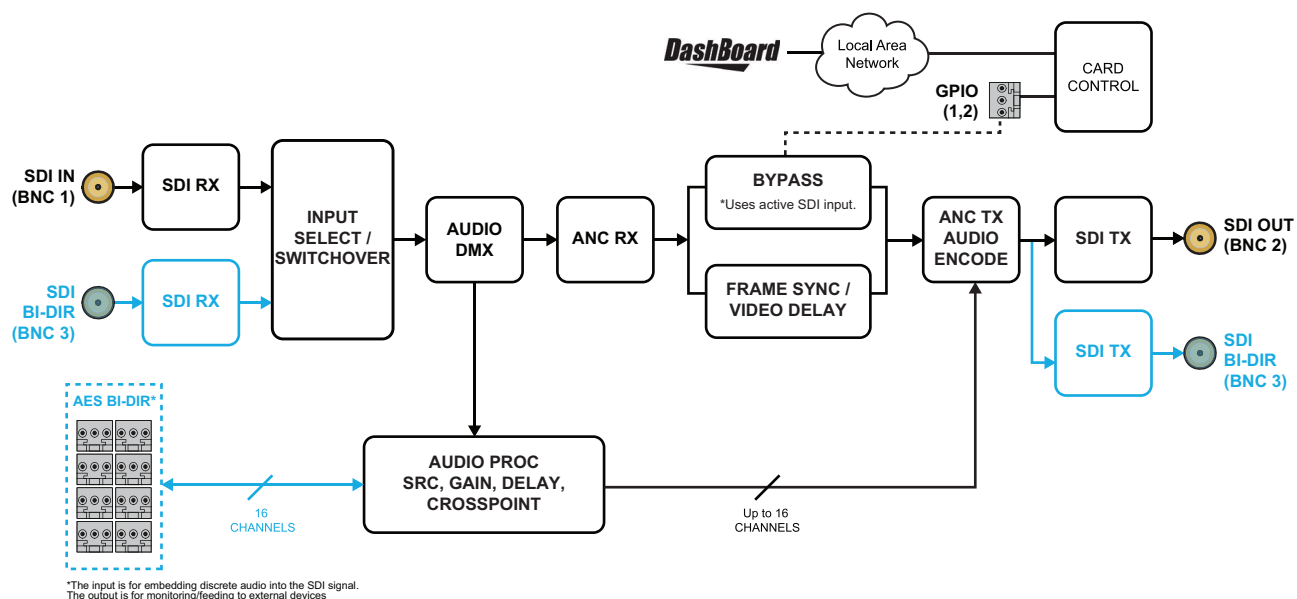 DashBoard
Local Area
Network
CARD
CONTROL
GPIO
(1,2)
SDI IN
(BNC 1)
SDI RX
INPUT
SELECT /
SWITCHOVER
AUDIO
DMX
ANC RX
BYPASS
*Uses active SDI input.
FRAME SYNC /
VIDEO DELAY
ANC TX
AUDIO
ENCODE
SDI TX
SDI OUT
(BNC 2)
SDI
BI-DIR
(BNC 3)
SDI RX
SDI TX
SDI
BI-DIR
(BNC 3)
AES BI-DIR*
16
CHANNELS
AUDIO PROC
SRC, GAIN, DELAY,
CROSSPOINT
Up to 16
CHANNELS
*The input is for embedding discrete audio into the SDI signal.
The output is for monitoring/feeding to external devices